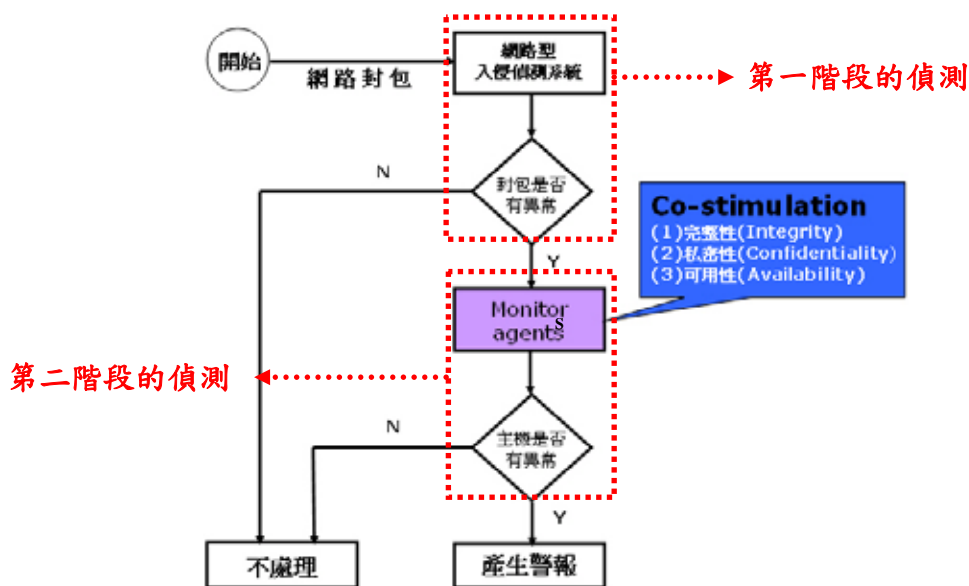 開始
網路封包
網路型
入侵偵測系統
第一階段的偵測
封包是否
有異常
N
Y
Co-stimulation
(1)完整性(Integrity)
(2)私密性(Confidentiality)
(3)可用性(Availability)
Monitor
agents
第二階段的偵測
主機是否
有異常
N
Y
不處理
產生警報